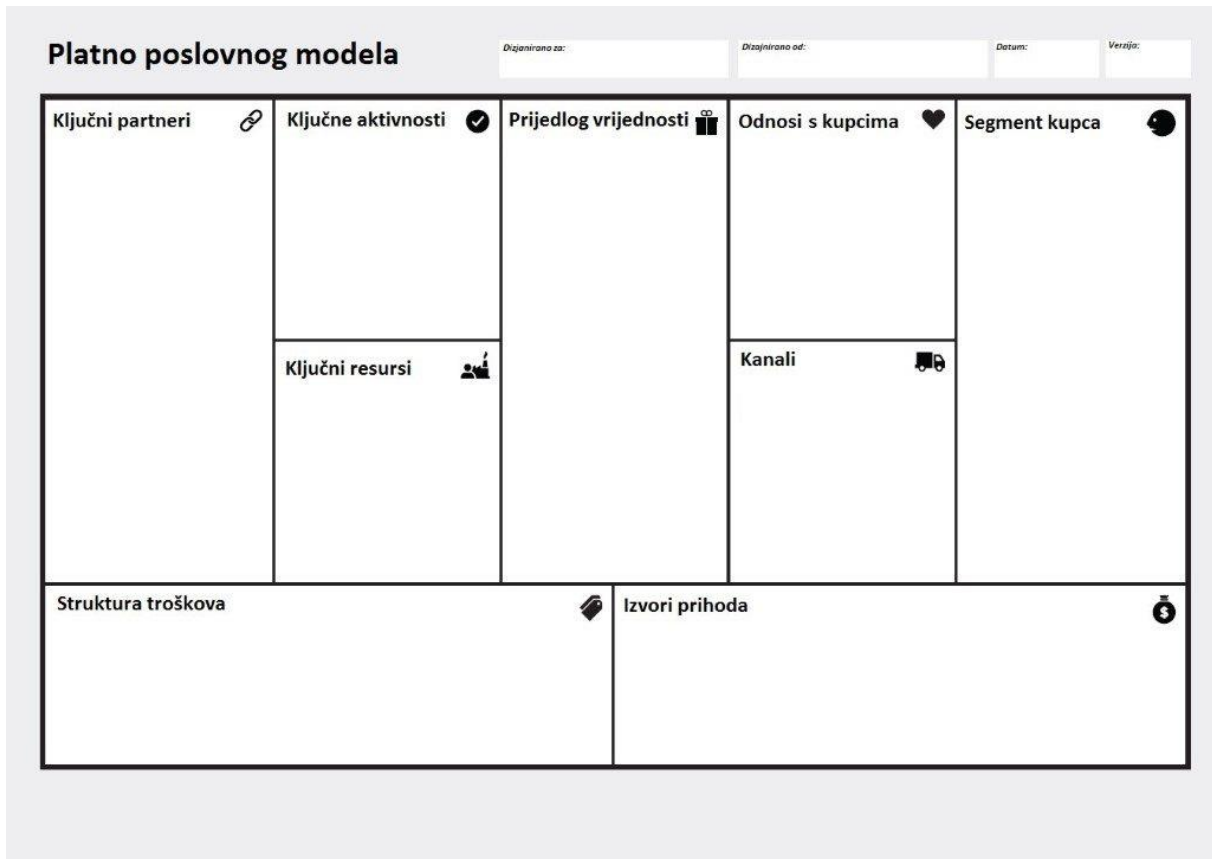 Platno poslovnog modela
Dizjanirano za:
Dizajnirano od:
Datum:
Verzija:
Ključni partneri
Ključne aktivnosti
Prijedlog vrijednosti
Odnosi s kupcima
Segment kupca
Ključni resursi
Kanali
Struktura troškova
Izvori prihoda
$